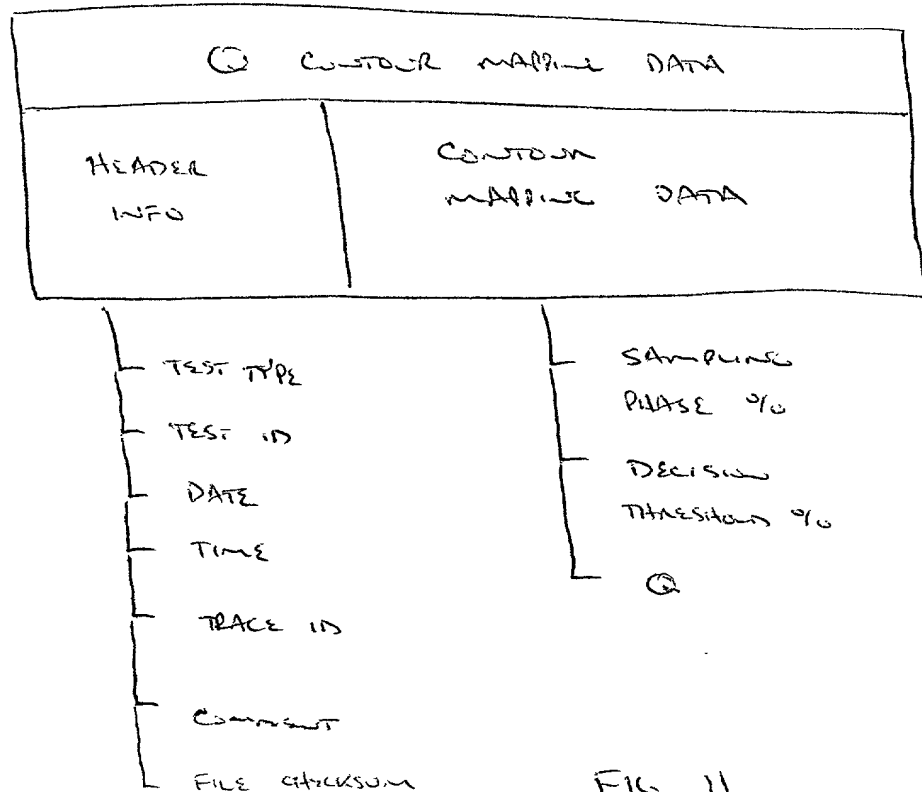 Q CONTOUR MAPPING DATA
HEADER
INFO
CONTOUR
MAPPING DATA
TEST TYPE
TEST ID
DATE
TIME
TRACE ID
COMMENT
FILE CHECKSUM
SAMPLING
PHASE %
DECISION
THRESHOLD %
Q
FIG 11